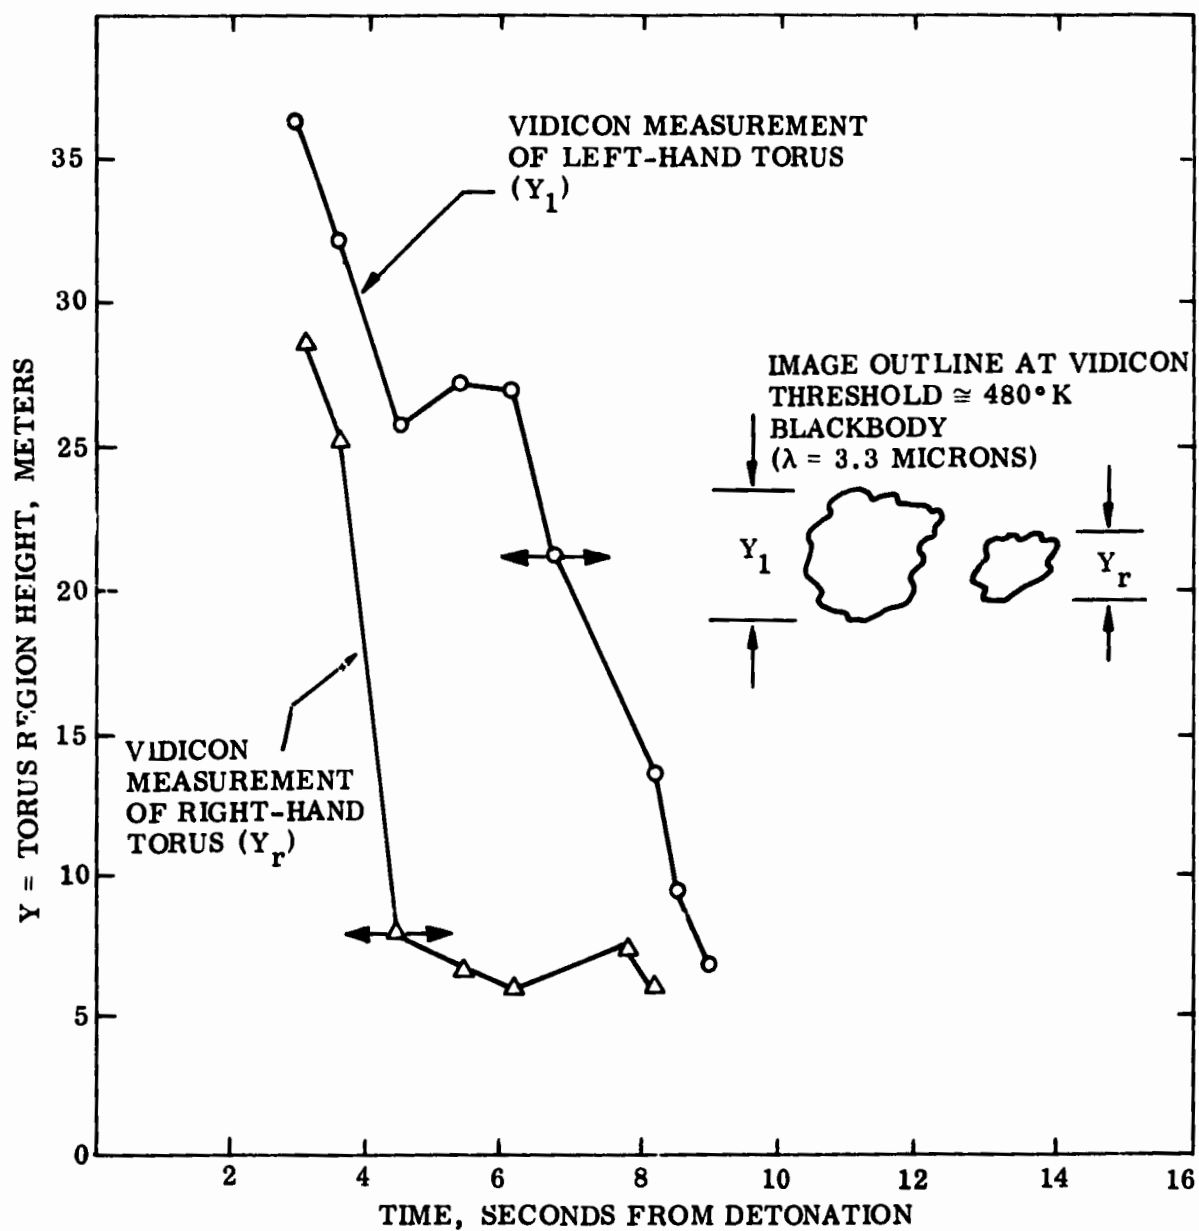 VIDICON MEASUREMENT
OF LEFT-HAND TORUS
(Y1)
35
30
25
20
15
10
5
0
Y = TORUS REGION HEIGHT, METERS
IMAGE OUTLINE AT VIDICON
THRESHOLD ≅ 480°K
BLACKBODY
(λ = 3.3 MICRONS)
Y1
Yr
VIDICON
MEASUREMENT
OF RIGHT-HAND
TORUS (Yr)
2 4 6 8 10 12 14 16
TIME, SECONDS FROM DETONATION